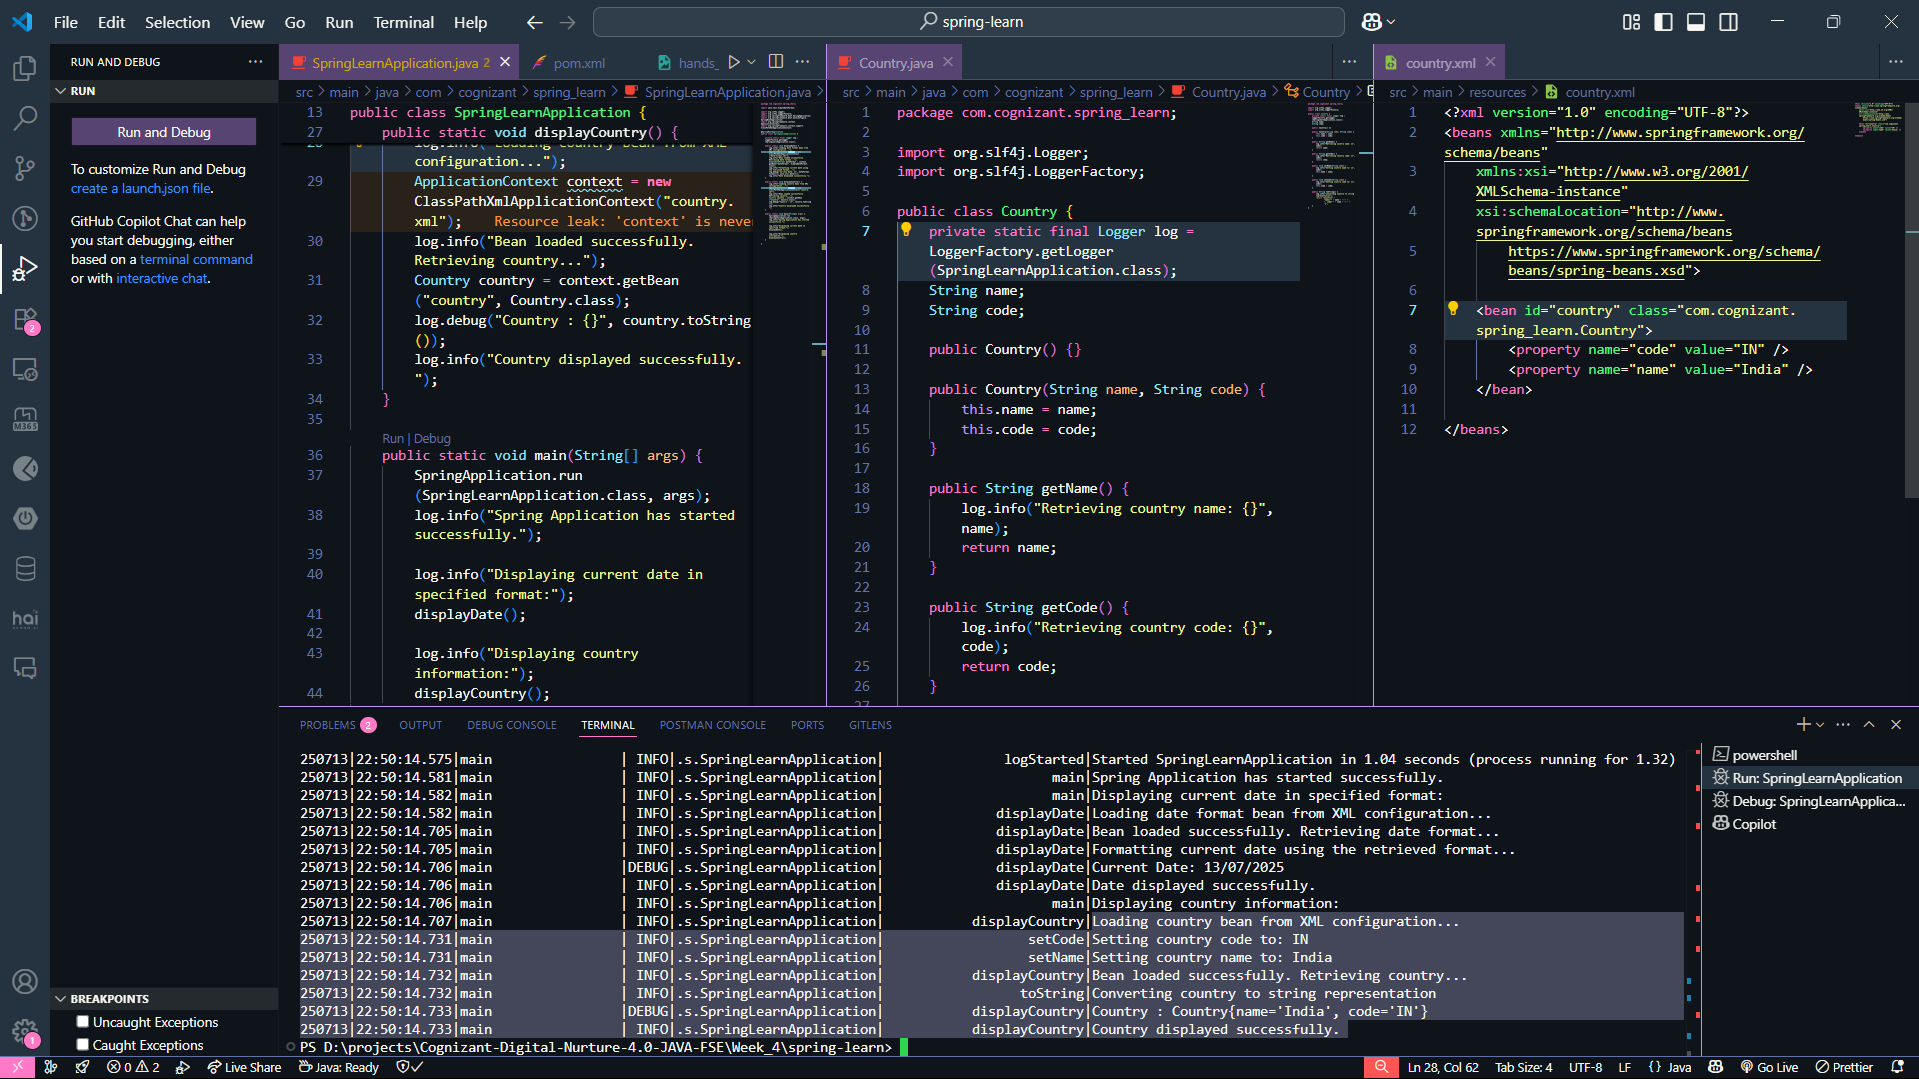 File Edit Selection View Go Run Terminal Help
spring-learn
RUN AND DEBUG
RUN
Run and Debug
To customize Run and Debug
create a launch.json file.
GitHub Copilot Chat can help
you start debugging, either
based on a terminal command
or with interactive chat.
2
M365
hai
1
BREAKPOINTS
Uncaught Exceptions
Caught Exceptions
SpringLearnApplication.java 2
pom.xml
hands_
src > main > java > com > cognizant > spring_learn > SpringLearnApplication.java >
13 public class SpringLearnApplication {
27 public static void displayCountry() {
configuration...");
29 ApplicationContext context = new
ClassPathXmlApplicationContext("country.
xml"); Resource leak: 'context' is neve
30 log.info("Bean loaded successfully.
Retrieving country...");
31 Country country = context.getBean
("country", Country.class);
32 log.debug("Country : {}", country.toString
());
33 log.info("Country displayed successfully.
");
34 }
35
Run | Debug
36 public static void main(String[] args) {
37 SpringApplication.run
(SpringLearnApplication.class, args);
38 log.info("Spring Application has started
successfully.");
39
40 log.info("Displaying current date in
specified format:");
41 displayDate();
42
43 log.info("Displaying country
information:");
44 displayCountry();
Country.java
src > main > java > com > cognizant > spring_learn > Country.java > Country >
1 package com.cognizant.spring_learn;
2
3 import org.slf4j.Logger;
4 import org.slf4j.LoggerFactory;
5
6 public class Country {
7 private static final Logger log =
LoggerFactory.getLogger
(SpringLearnApplication.class);
8 String name;
9 String code;
10
11 public Country() {}
12
13 public Country(String name, String code) {
14 this.name = name;
15 this.code = code;
16 }
17
18 public String getName() {
19 log.info("Retrieving country name: {}",
name);
20 return name;
21 }
22
23 public String getCode() {
24 log.info("Retrieving country code: {}",
code);
25 return code;
26 }
27
country.xml
src > main > resources > country.xml
1 <?xml version="1.0" encoding="UTF-8"?>
2 <beans xmlns="http://www.springframework.org/
schema/beans"
3 xmlns:xsi="http://www.w3.org/2001/
XMLSchema-instance"
4 xsi:schemaLocation="http://www.
springframework.org/schema/beans
5 https://www.springframework.org/schema/
beans/spring-beans.xsd">
6
7 <bean id="country" class="com.cognizant.
spring_learn.Country">
8 <property name="code" value="IN" />
9 <property name="name" value="India" />
10 </bean>
11
12 </beans>
PROBLEMS 2 OUTPUT DEBUG CONSOLE TERMINAL POSTMAN CONSOLE PORTS GITLENS
250713|22:50:14.575|main | INFO|.s.SpringLearnApplication| logStarted|Started SpringLearnApplication in 1.04 seconds (process running for 1.32)
250713|22:50:14.581|main | INFO|.s.SpringLearnApplication| main|Spring Application has started successfully.
250713|22:50:14.582|main | INFO|.s.SpringLearnApplication| main|Displaying current date in specified format:
250713|22:50:14.582|main | INFO|.s.SpringLearnApplication| displayDate|Loading date format bean from XML configuration...
250713|22:50:14.705|main | INFO|.s.SpringLearnApplication| displayDate|Bean loaded successfully. Retrieving date format...
250713|22:50:14.705|main | INFO|.s.SpringLearnApplication| displayDate|Formatting current date using the retrieved format...
250713|22:50:14.706|main |DEBUG|.s.SpringLearnApplication| displayDate|Current Date: 13/07/2025
250713|22:50:14.706|main | INFO|.s.SpringLearnApplication| displayDate|Date displayed successfully.
250713|22:50:14.706|main | INFO|.s.SpringLearnApplication| main|Displaying country information:
250713|22:50:14.707|main | INFO|.s.SpringLearnApplication| displayCountry|Loading country bean from XML configuration...
250713|22:50:14.731|main | INFO|.s.SpringLearnApplication| setCode|Setting country code to: IN
250713|22:50:14.731|main | INFO|.s.SpringLearnApplication| setName|Setting country name to: India
250713|22:50:14.732|main | INFO|.s.SpringLearnApplication| displayCountry|Bean loaded successfully. Retrieving country...
250713|22:50:14.732|main | INFO|.s.SpringLearnApplication| toString|Converting country to string representation
250713|22:50:14.733|main |DEBUG|.s.SpringLearnApplication| displayCountry|Country : Country{name='India', code='IN'}
250713|22:50:14.733|main | INFO|.s.SpringLearnApplication| displayCountry|Country displayed successfully.
PS D:\projects\Cognizant-Digital-Nurture-4.0-JAVA-FSE\Week_4\spring-learn>
powershell
Run: SpringLearnApplication
Debug: SpringLearnApplica...
Copilot
0 2 Live Share Java: Ready
Ln 28, Col 62 Tab Size: 4 UTF-8 LF {} Java Go Live Prettier